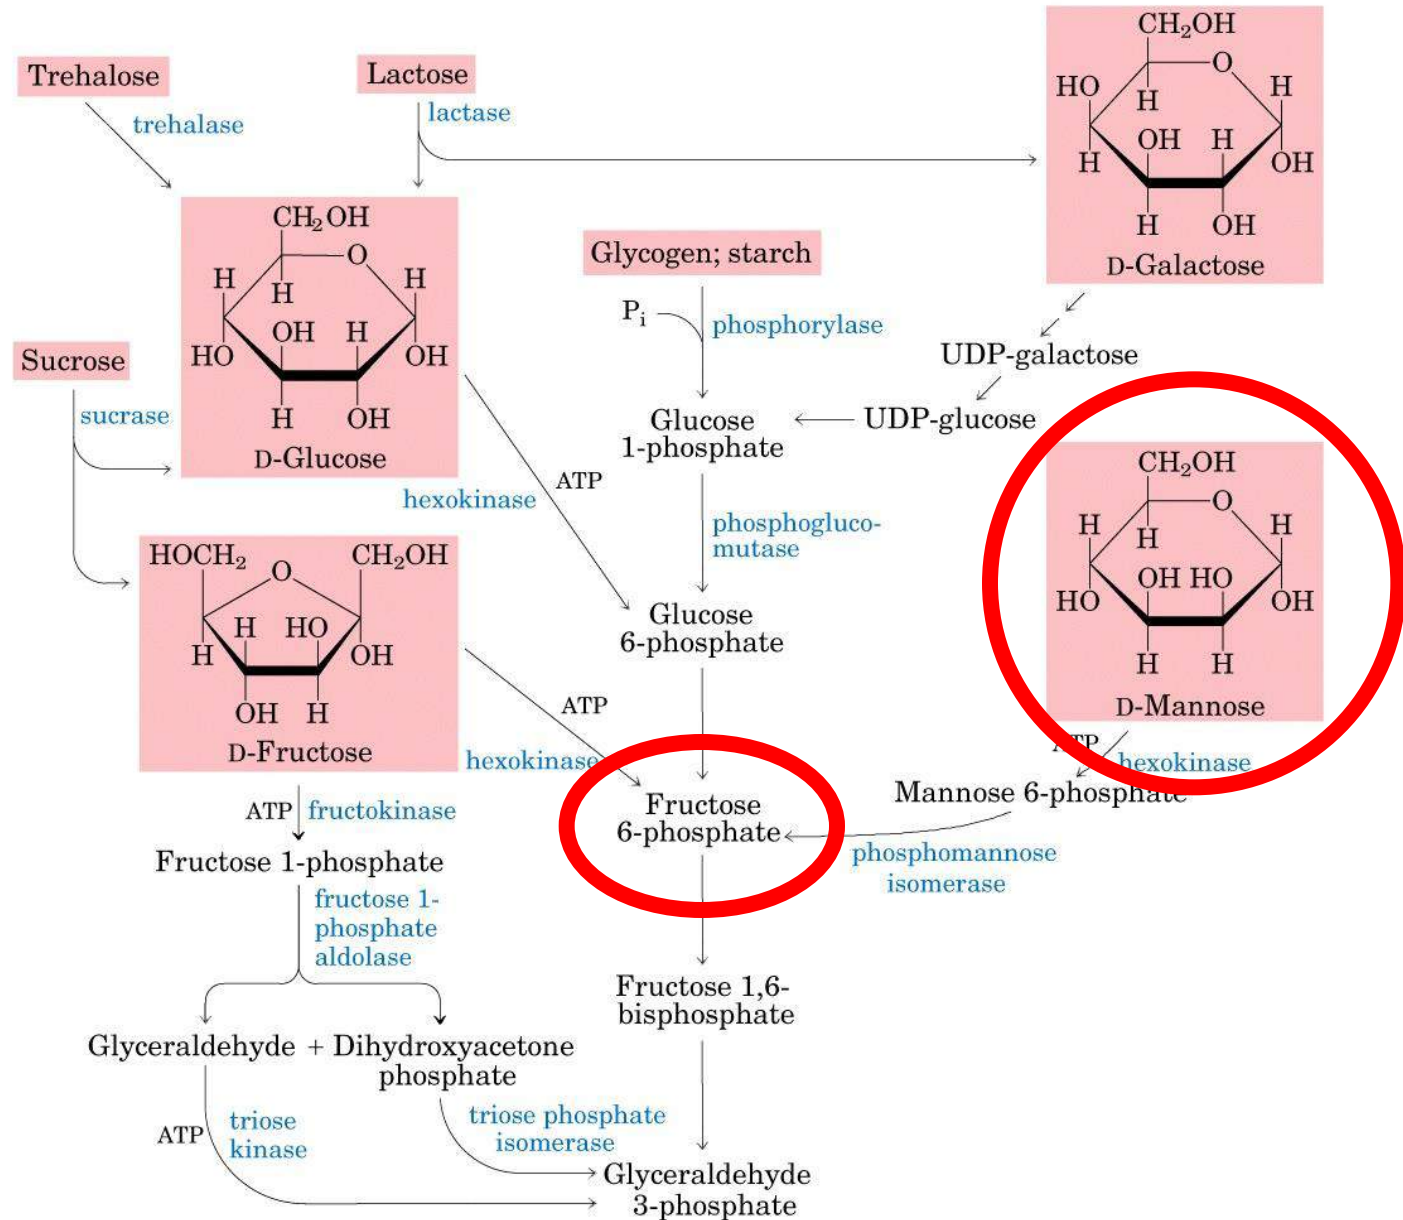 Trehalose
trehalase
Lactose
lactase
CH2OH
O
HO
H
H
OH
H
H
OH
H
OH
D-Galactose
CH2OH
O
H
H
H
OH
H
HO
OH
H
OH
D-Glucose
Glycogen; starch
Pi
phosphorylase
UDP-galactose
UDP-glucose
Glucose
1-phosphate
Sucrose
sucrase
hexokinase
ATP
phosphogluco-
mutase
CH2OH
O
H
H
H
OH HO
HO
OH
H
H
D-Mannose
HOCH2
O
CH2OH
H
HO
H
OH
OH
H
D-Fructose
Glucose
6-phosphate
ATP
hexokinase
ATP
hexokinase
Mannose 6-phosphate
Fructose
6-phosphate
phosphomannose
isomerase
ATP
fructokinase
Fructose 1-phosphate
fructose 1-
phosphate
aldolase
Fructose 1,6-
bisphosphate
Glyceraldehyde + Dihydroxyacetone
phosphate
ATP
triose
kinase
triose phosphate
isomerase
Glyceraldehyde
3-phosphate